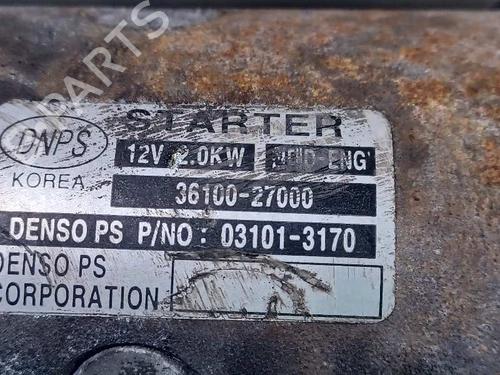 B-PARTS
STARTER
DNPS
12V 2.0KW
KOREA
36100-27000
DENSO PS P/NO : 03101-3170
DENSO PS
CORPORATION